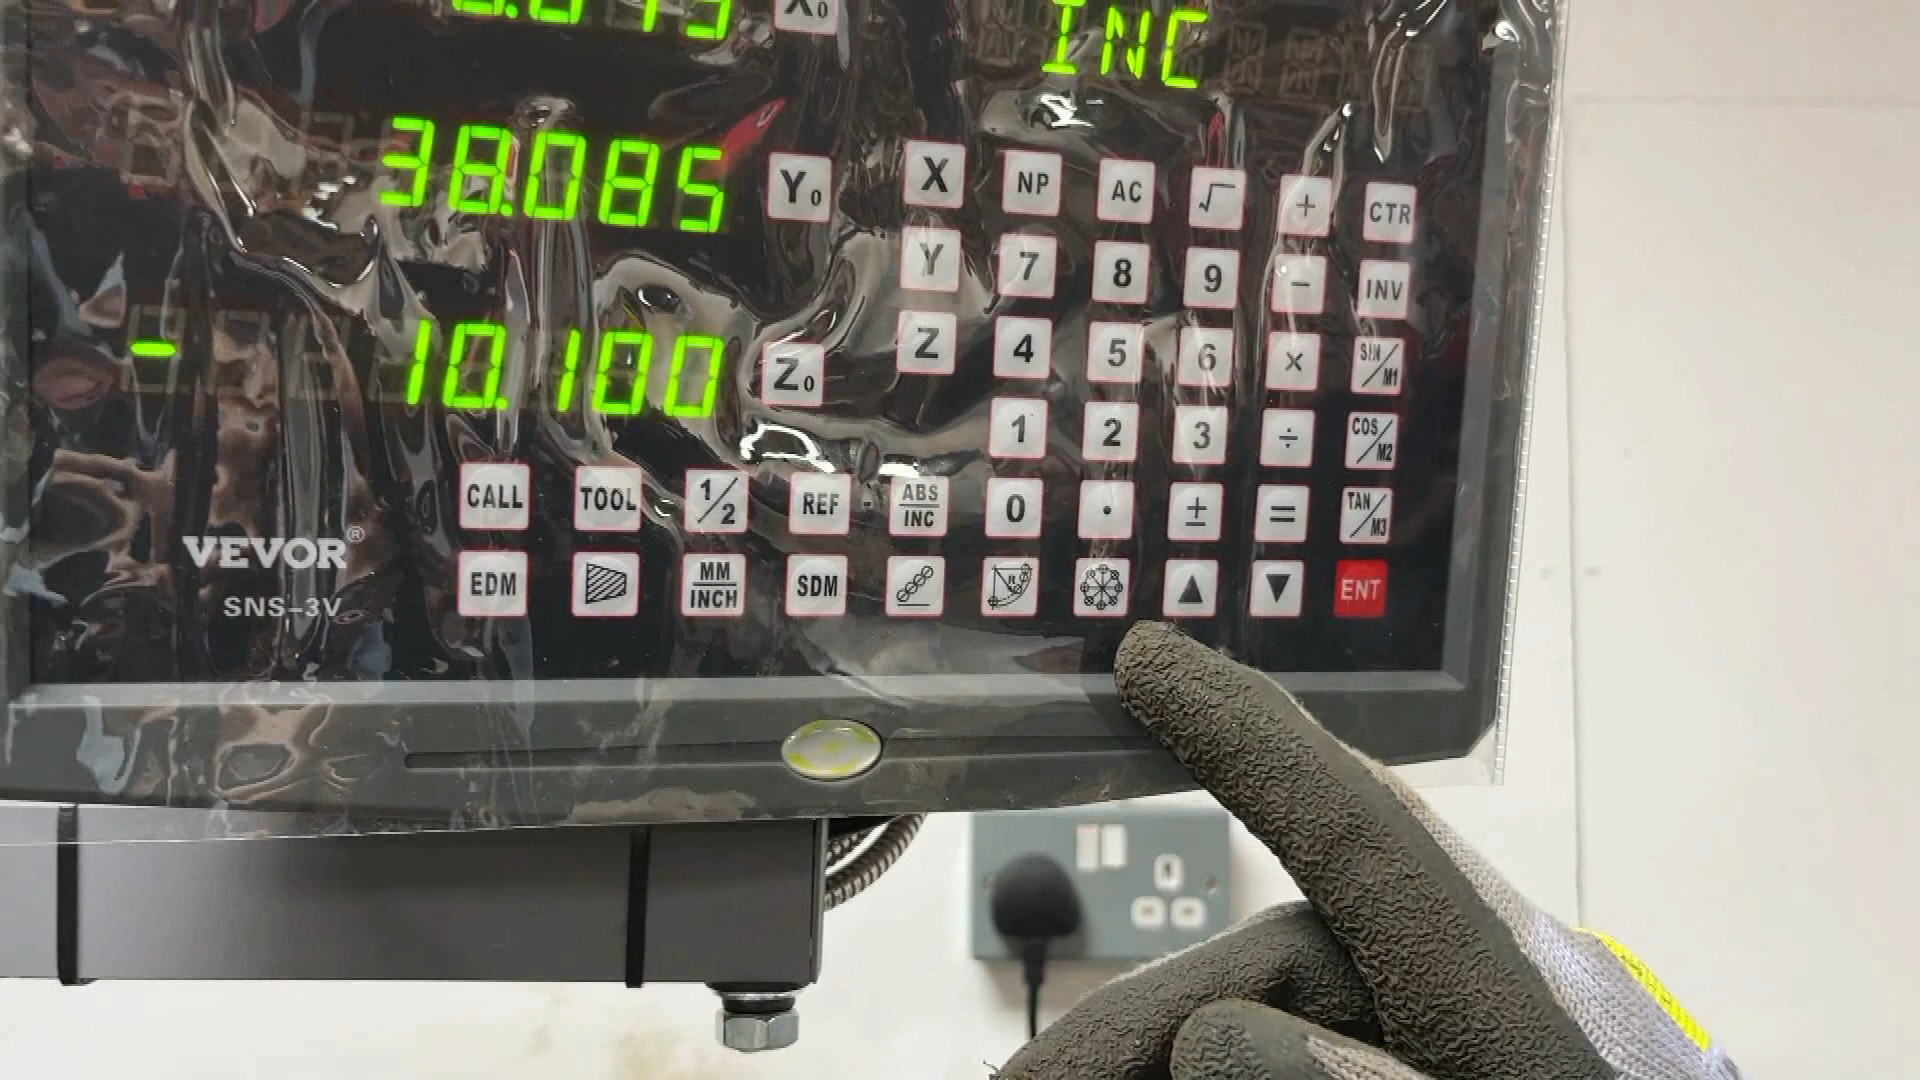 X0 INC
38.085 Y0 X NP AC √ + CTR
Y 7 8 9 − INV
- 10.100 Z0 Z 4 5 6 × SIN/M1
1 2 3 ÷ COS/M2
CALL TOOL 1/2 REF ABS/INC 0 . ± = TAN/M3
VEVOR®
EDM MM/INCH SDM ▲ ▼ ENT
SNS-3V